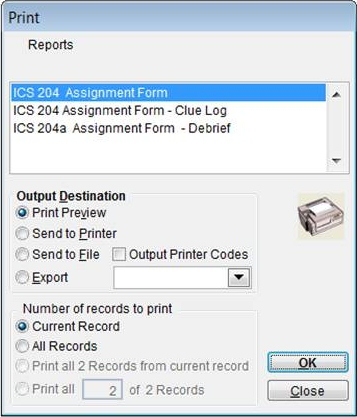 Print
Reports
ICS 204 Assignment Form
ICS 204 Assignment Form - Clue Log
ICS 204a Assignment Form - Debrief
Output Destination
Print Preview
Send to Printer
Send to File Output Printer Codes
Export
Number of records to print
Current Record
All Records
Print all 2 Records from current record
Print all 2 of 2 Records
OK
Close